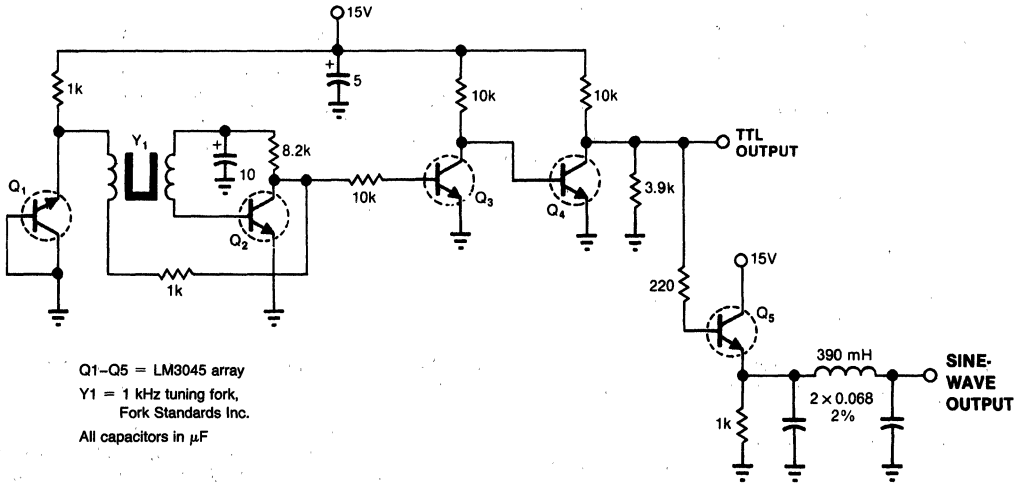 15V
1k
+
5
10k
10k
Y1
+
10
8.2k
TTL
OUTPUT
Q1
10k
Q3
Q4
3.9k
Q2
1k
220
15V
Q5
390 mH
SINE-
WAVE
OUTPUT
2 × 0.068
2%
1k
Q1–Q5 = LM3045 array
Y1 = 1 kHz tuning fork,
Fork Standards Inc.
All capacitors in µF